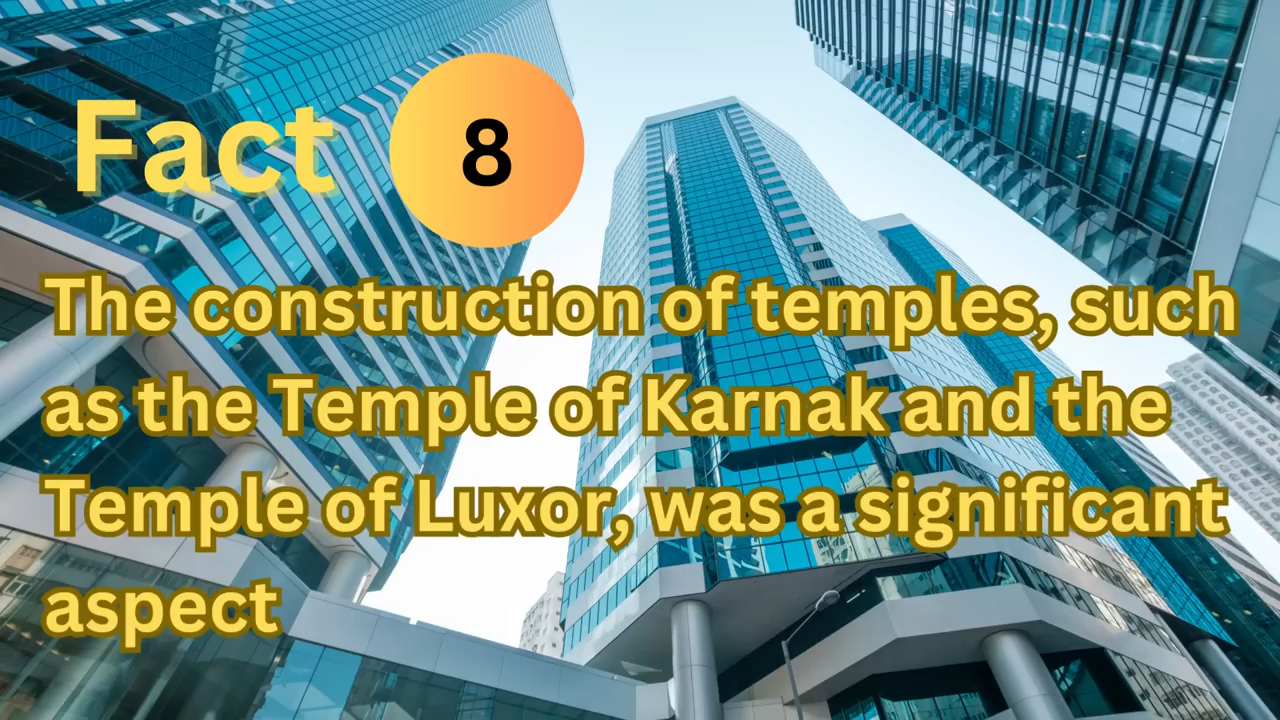 Fact 8
The construction of temples, such
as the Temple of Karnak and the
Temple of Luxor, was a significant
aspect